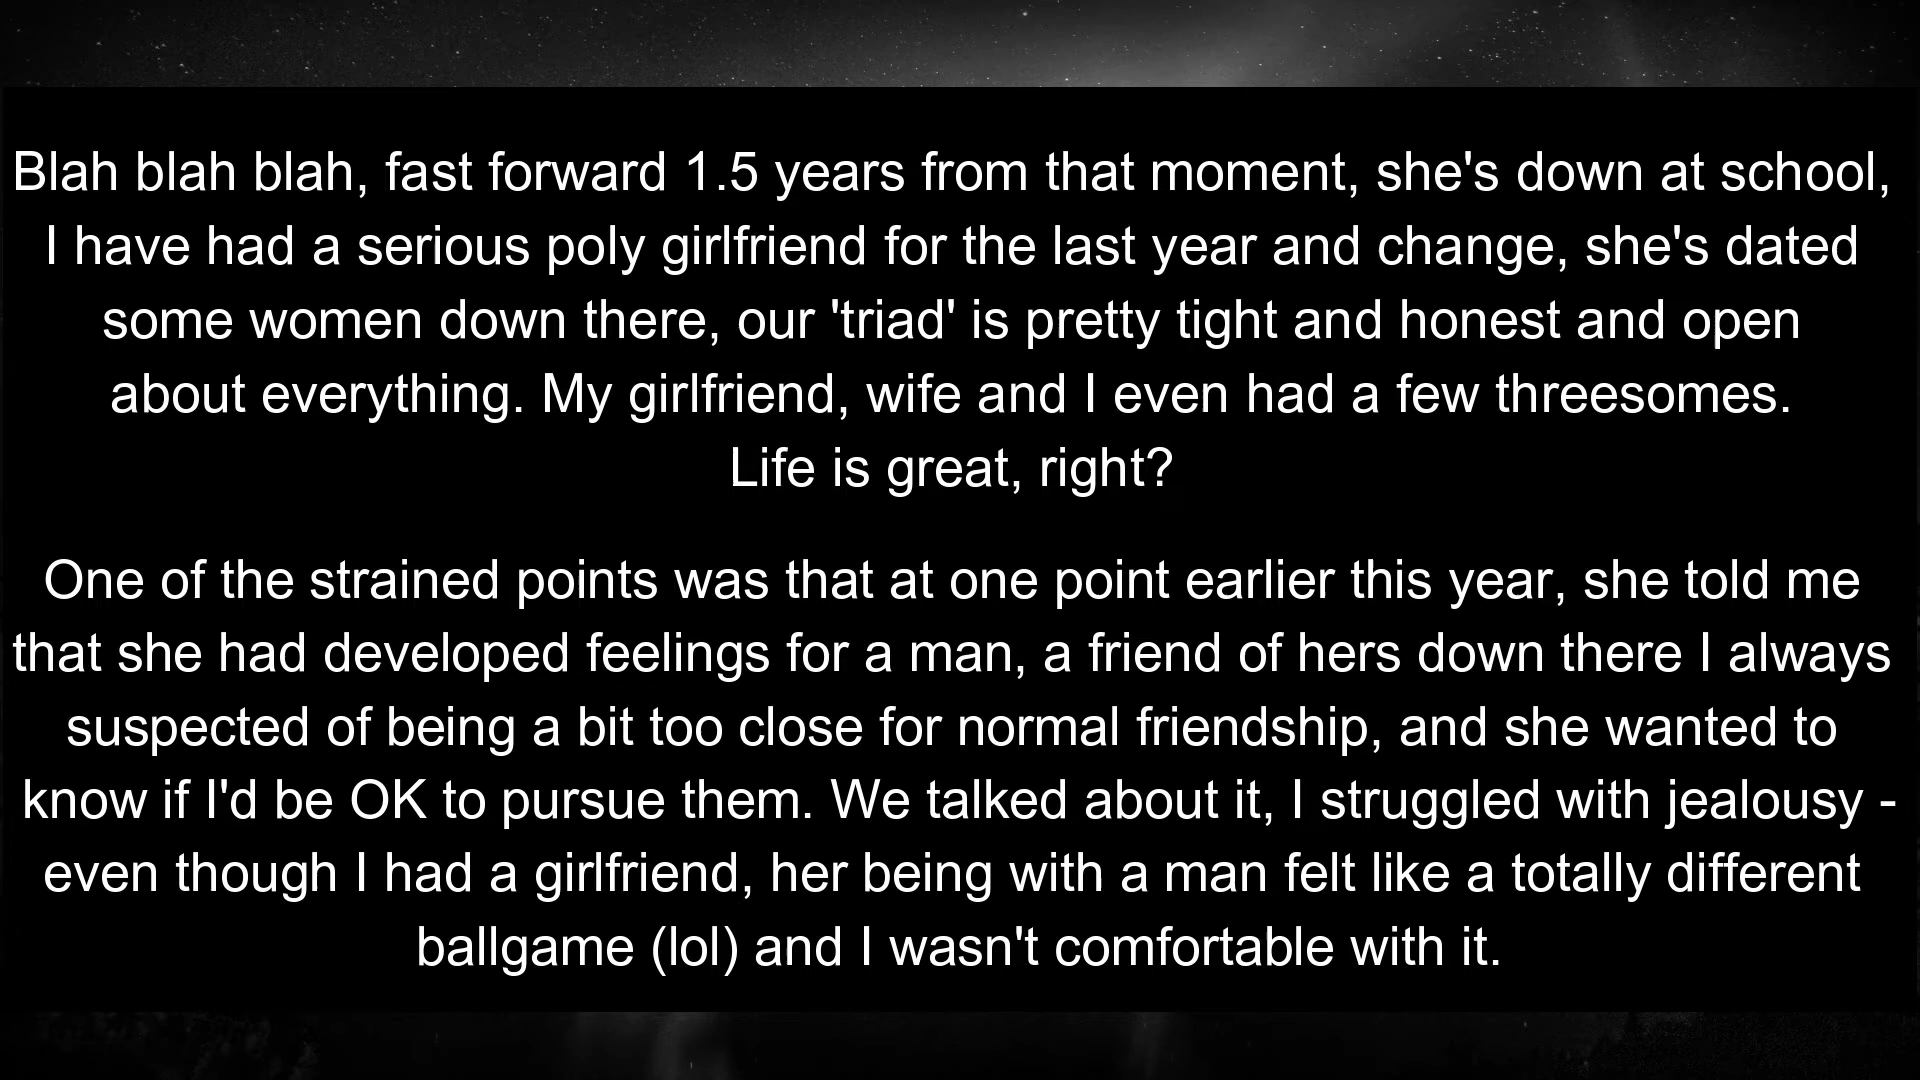 Blah blah blah, fast forward 1.5 years from that moment, she's down at school,
I have had a serious poly girlfriend for the last year and change, she's dated
some women down there, our 'triad' is pretty tight and honest and open
about everything. My girlfriend, wife and I even had a few threesomes.
Life is great, right?
One of the strained points was that at one point earlier this year, she told me
that she had developed feelings for a man, a friend of hers down there I always
suspected of being a bit too close for normal friendship, and she wanted to
know if I'd be OK to pursue them. We talked about it, I struggled with jealousy -
even though I had a girlfriend, her being with a man felt like a totally different
ballgame (lol) and I wasn't comfortable with it.